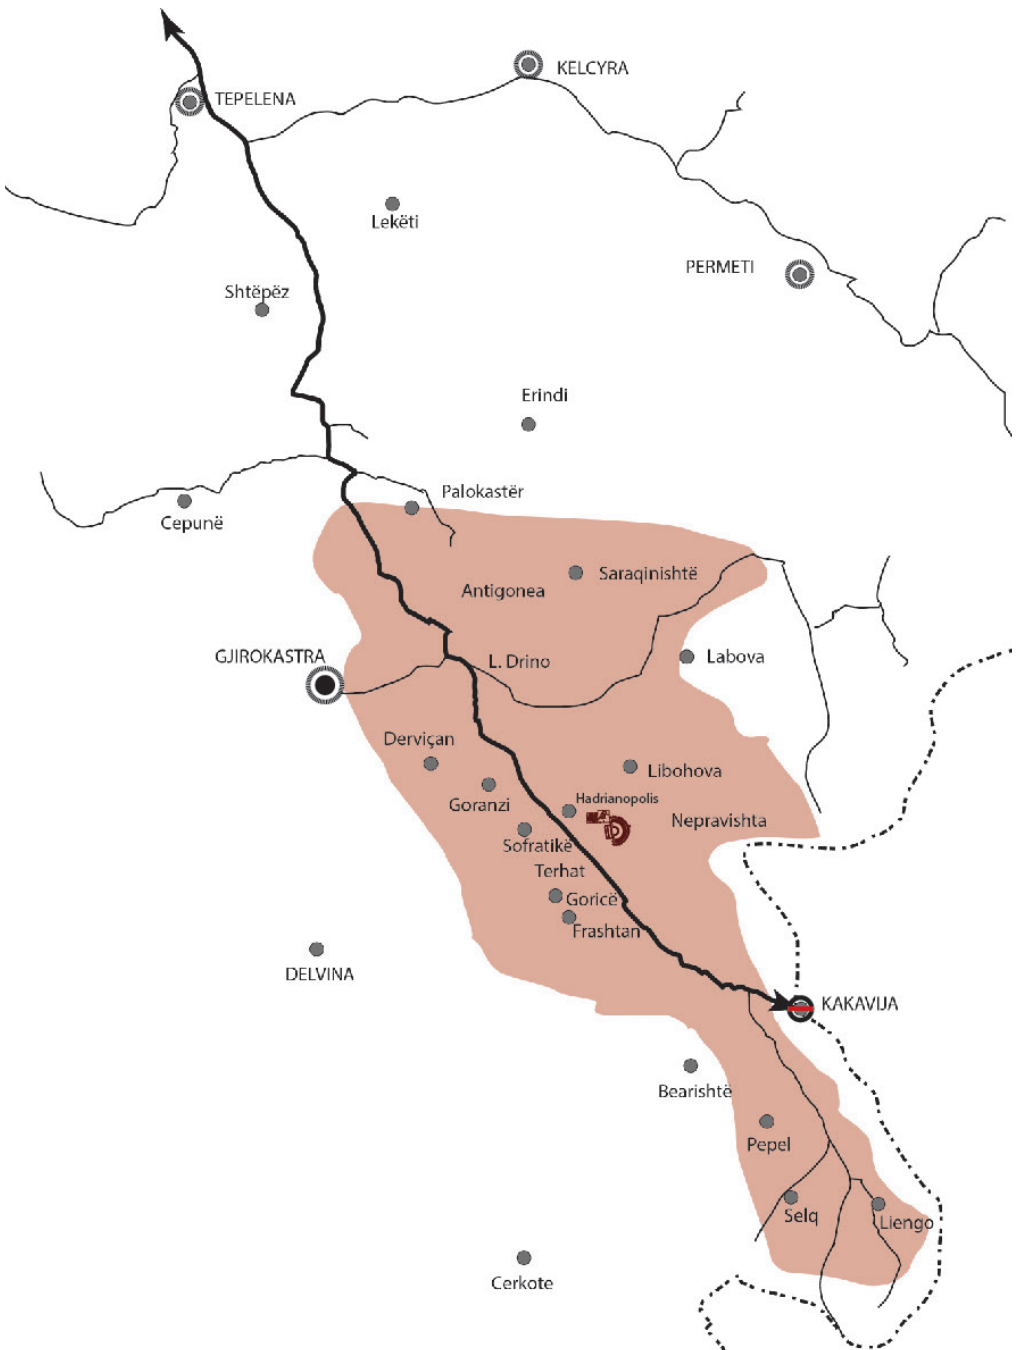 KELCYRA
TEPELENA
Lekëti
PERMETI
Shtëpëz
Erindi
Palokastër
Cepunë
Saraqinishtë
Antigonea
GJIROKASTRA
L. Drino
Labova
Derviçan
Libohova
Goranzi
Hadrianopolis
Nepravishta
Sofratikë
Terhat
Goricë
Frashtan
DELVINA
KAKAVIJA
Bearishtë
Pepel
Selq
Liengo
Cerkote